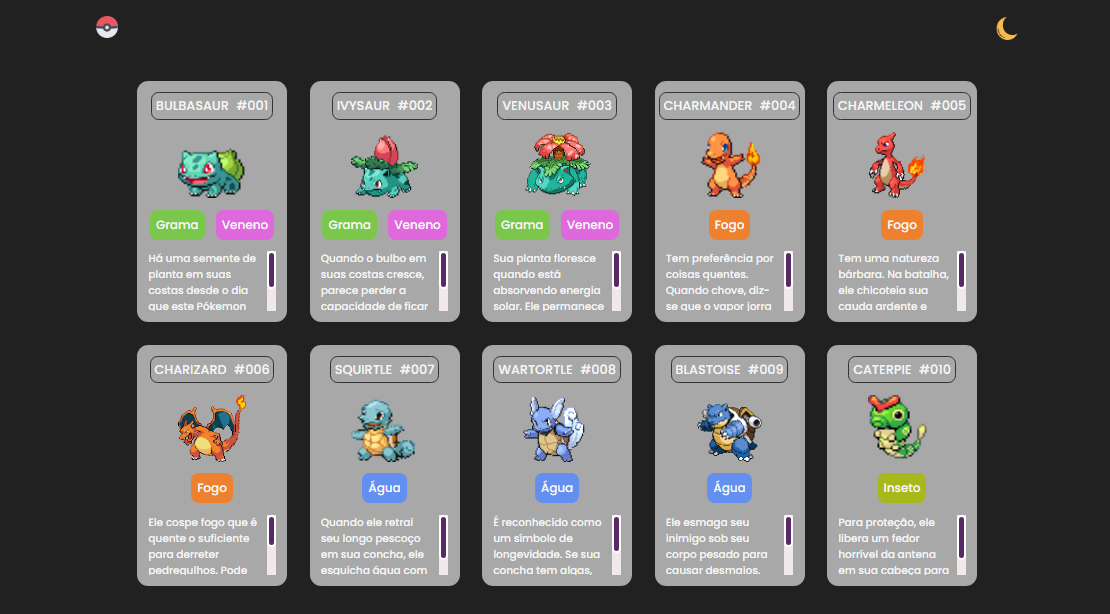 BULBASAUR #001
Grama Veneno
Há uma semente de
planta em suas
costas desde o dia
que este Pókemon
IVYSAUR #002
Grama Veneno
Quando o bulbo em
suas costas cresce,
parece perder a
capacidade de ficar
VENUSAUR #003
Grama Veneno
Sua planta floresce
quando está
absorvendo energia
solar. Ele permanece
CHARMANDER #004
Fogo
Tem preferência por
coisas quentes.
Quando chove, diz-
se que o vapor jorra
CHARMELEON #005
Fogo
Tem uma natureza
bárbara. Na batalha,
ele chicoteia sua
cauda ardente e
CHARIZARD #006
Fogo
Ele cospe fogo que é
quente o suficiente
para derreter
pedregulhos. Pode
SQUIRTLE #007
Água
Quando ele retrai
seu longo pescoço
em sua concha, ele
esguicha água com
WARTORTLE #008
Água
É reconhecido como
um símbolo de
longevidade. Se sua
concha tem algas,
BLASTOISE #009
Água
Ele esmaga seu
inimigo sob seu
corpo pesado para
causar desmaios.
CATERPIE #010
Inseto
Para proteção, ele
libera um fedor
horrível da antena
em sua cabeça para